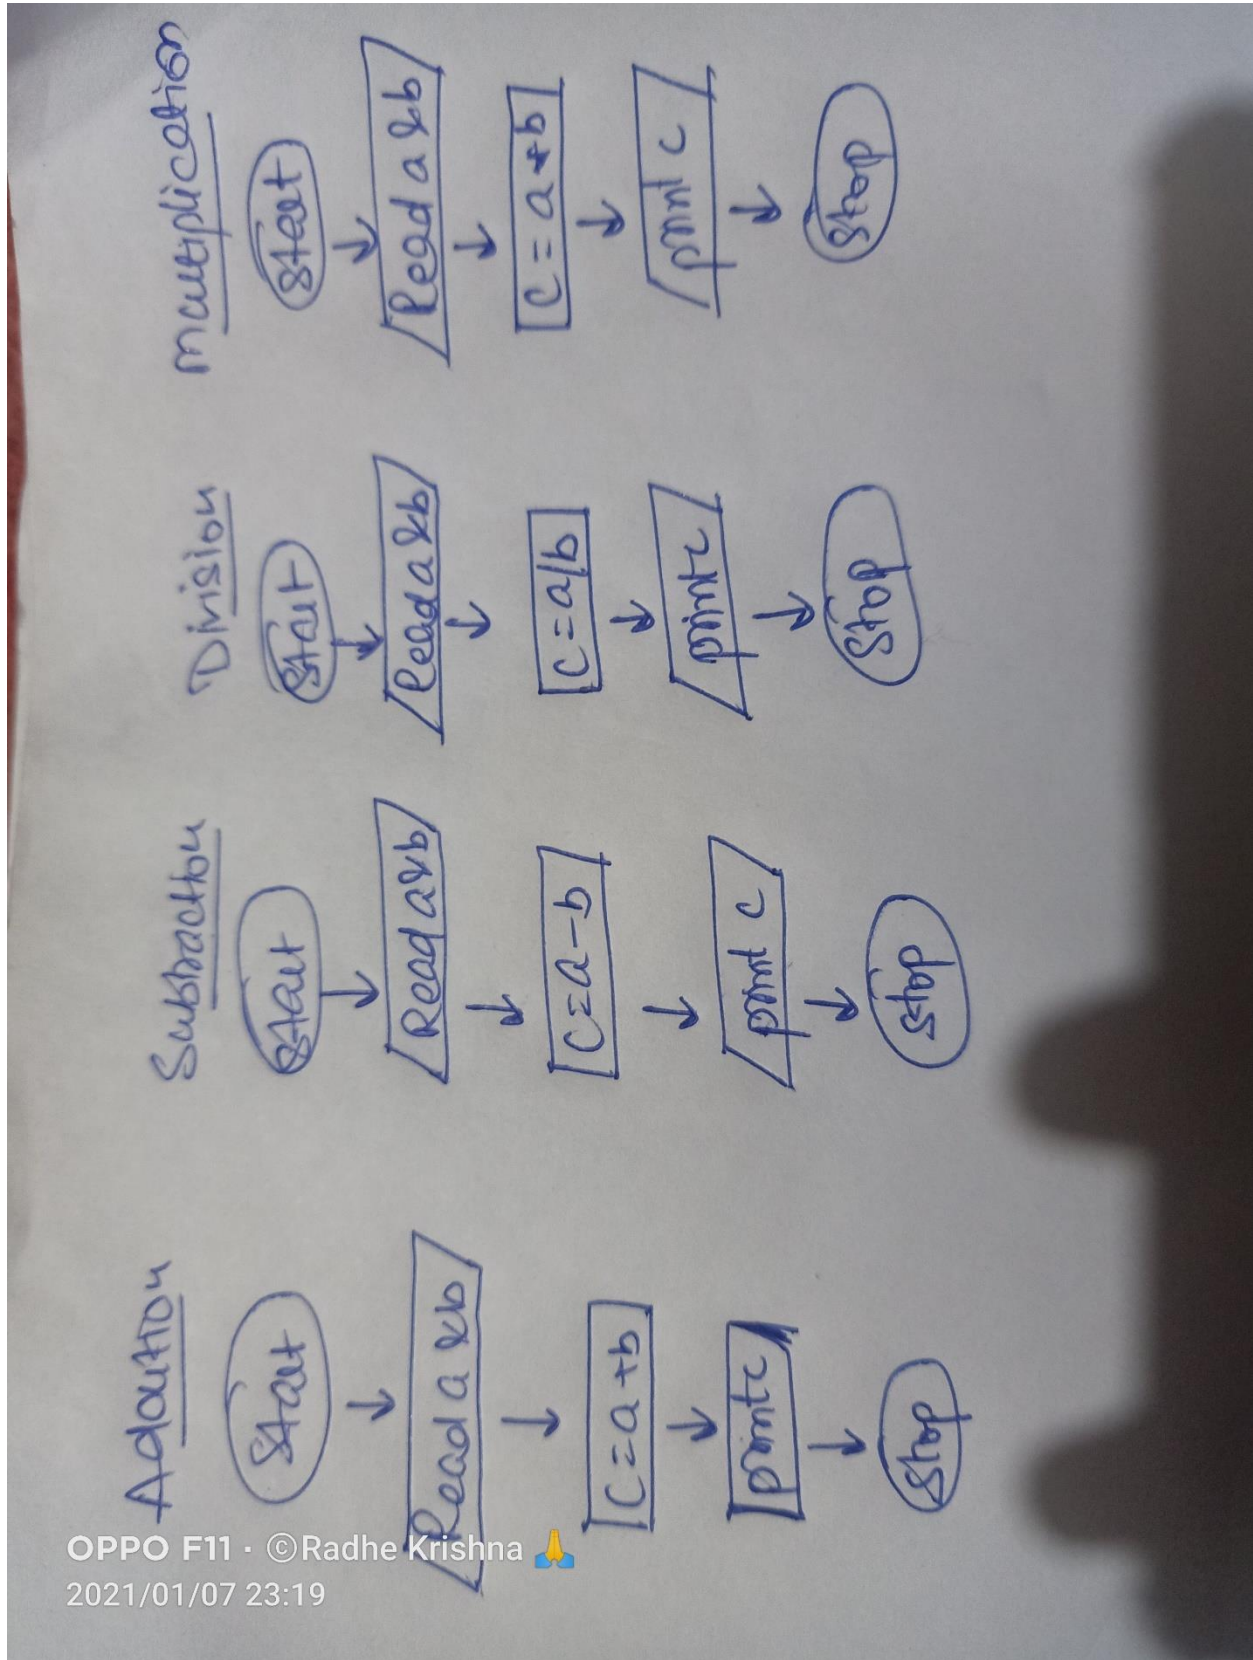 Addition
Start
Read a & b
C = a + b
print c
Stop
Subtraction
Start
Read a & b
C = a - b
print c
Stop
Division
Start
Read a & b
C = a / b
print c
Stop
Multiplication
Start
Read a & b
C = a * b
print c
Stop
OPPO F11 · ©Radhe Krishna 🙏
2021/01/07 23:19